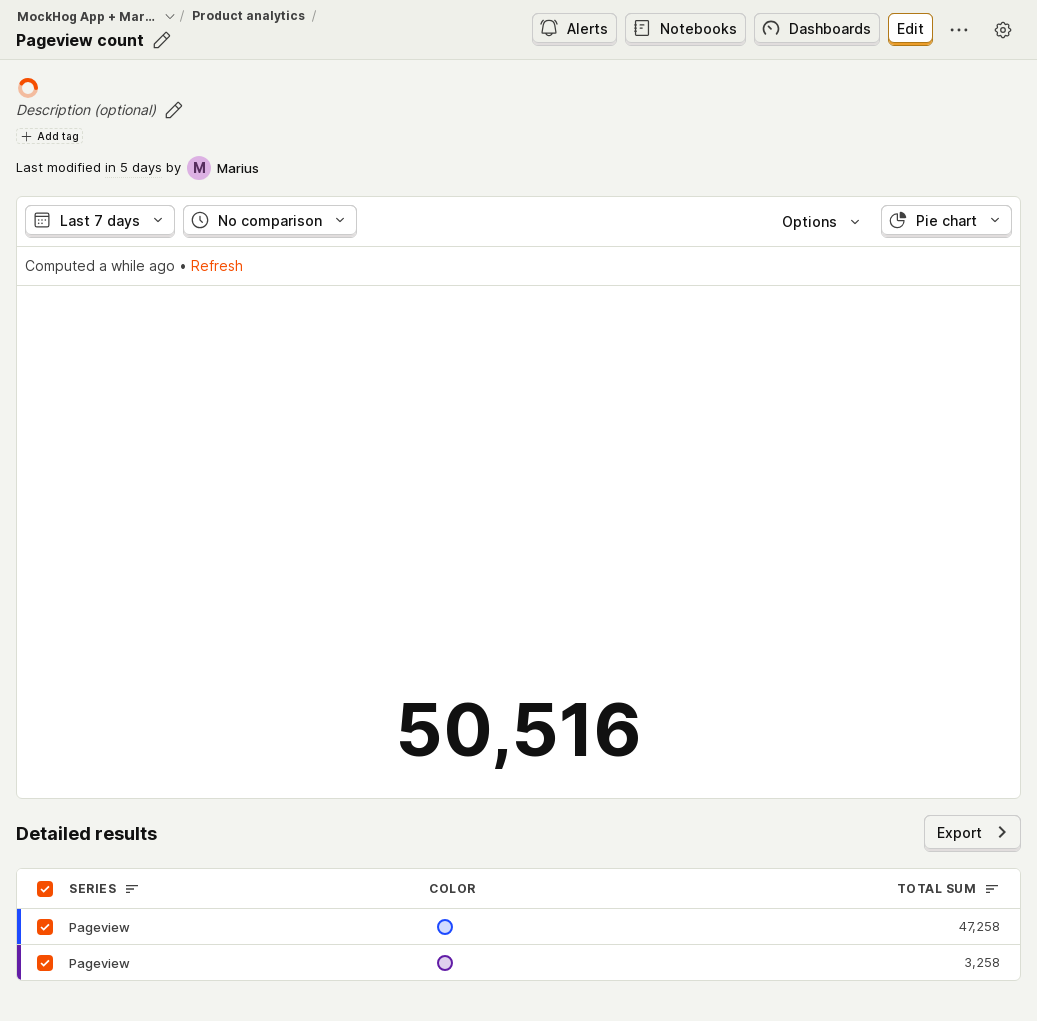 MockHog App + Mar... / Product analytics /
Pageview count
Alerts
Notebooks
Dashboards
Edit
Description (optional)
Add tag
Last modified in 5 days by M Marius
Last 7 days
No comparison
Options
Pie chart
Computed a while ago • Refresh
50,516
Detailed results
Export
SERIES COLOR TOTAL SUM
Pageview 47,258
Pageview 3,258